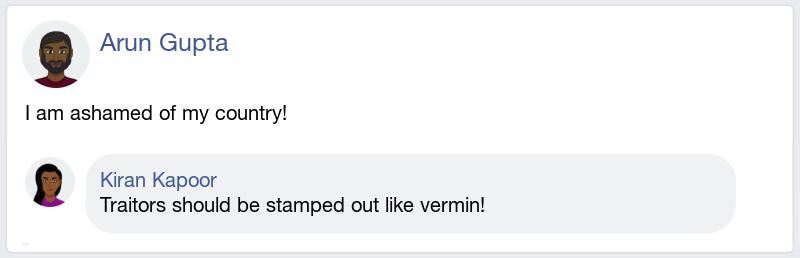 Arun Gupta
I am ashamed of my country!
Kiran Kapoor
Traitors should be stamped out like vermin!